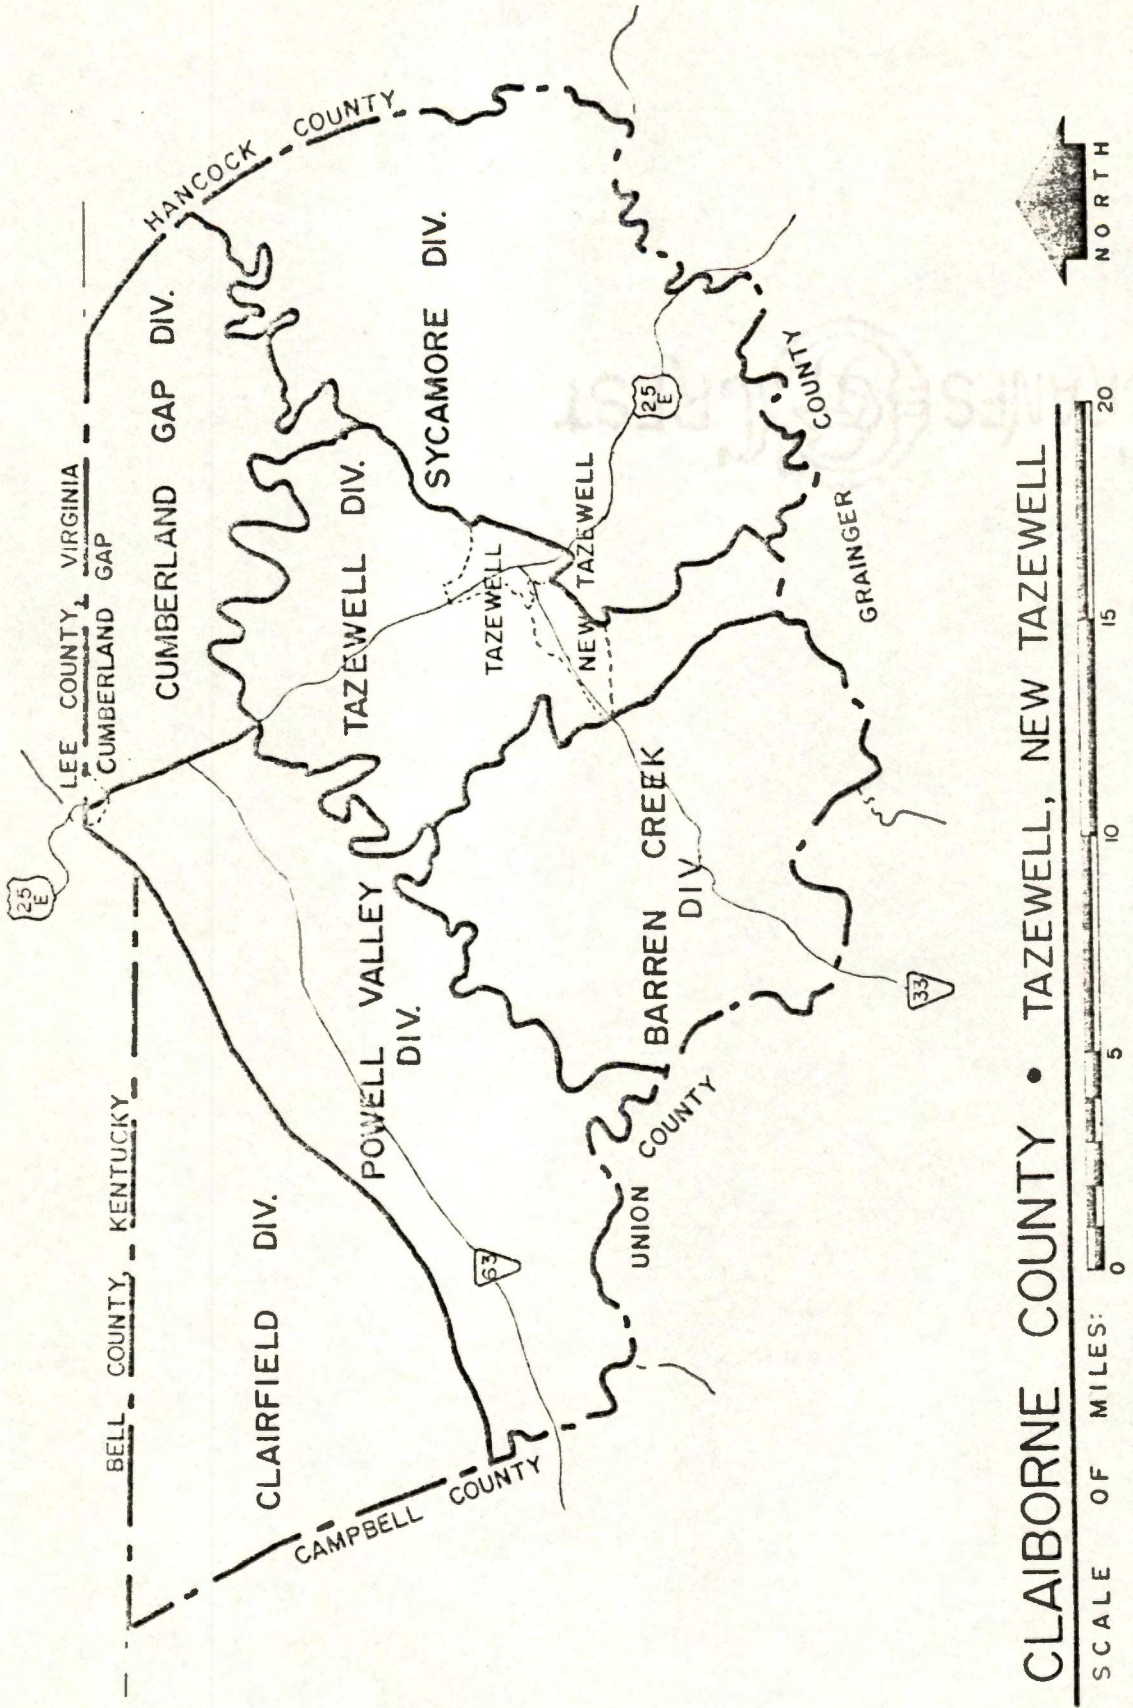 25
E
LEE COUNTY, VIRGINIA
CUMBERLAND GAP
HANCOCK COUNTY
BELL COUNTY, KENTUCKY
CUMBERLAND GAP DIV.
CLAIRFIELD DIV.
TAZEWELL DIV.
POWELL VALLEY
DIV.
SYCAMORE DIV.
CAMPBELL COUNTY
63
TAZEWELL
NEW TAZEWELL
25
E
UNION COUNTY
BARREN CREEK
DIV
GRAINGER COUNTY
33
CLAIBORNE COUNTY • TAZEWELL, NEW TAZEWELL
SCALE OF MILES: 0 5 10 15 20
NORTH